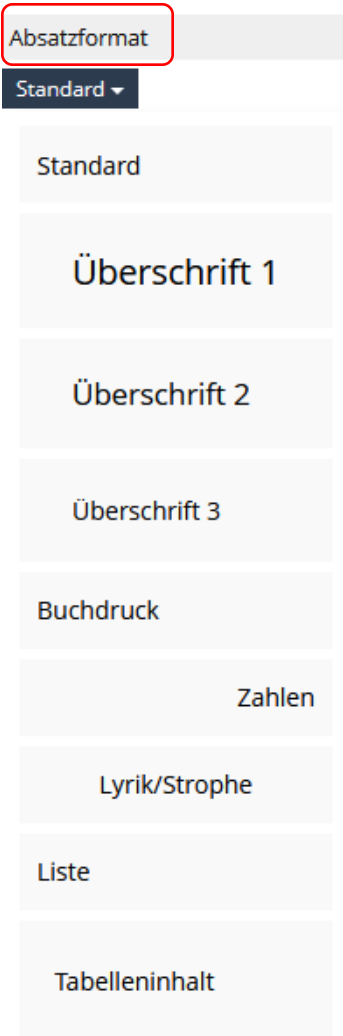 Absatzformat
Standard
Standard
Überschrift 1
Überschrift 2
Überschrift 3
Buchdruck
Zahlen
Lyrik/Strophe
Liste
Tabelleninhalt